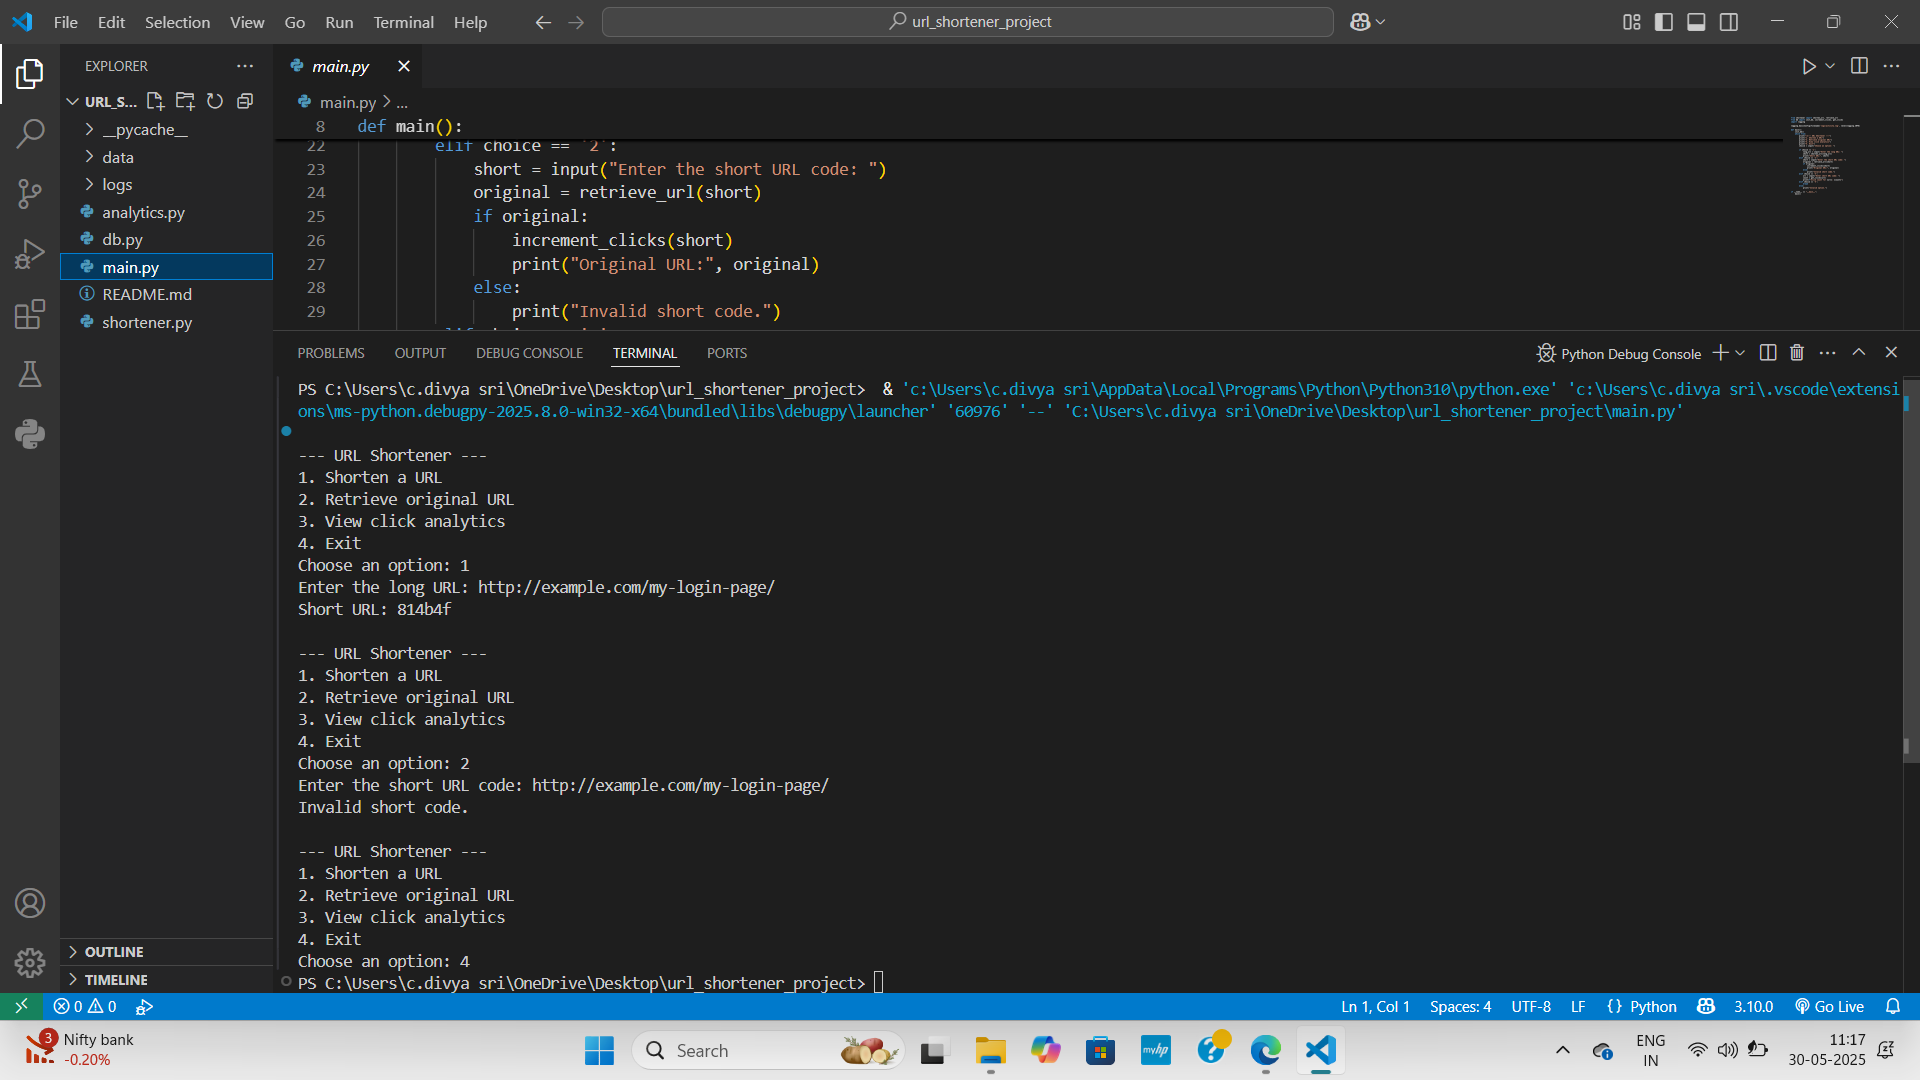 File Edit Selection View Go Run Terminal Help
url_shortener_project
EXPLORER
URL_S...
__pycache__
data
logs
analytics.py
db.py
main.py
README.md
shortener.py
OUTLINE
TIMELINE
main.py
main.py > ...
8 def main():
22 elif choice == '2':
23 short = input("Enter the short URL code: ")
24 original = retrieve_url(short)
25 if original:
26 increment_clicks(short)
27 print("Original URL:", original)
28 else:
29 print("Invalid short code.")
PROBLEMS OUTPUT DEBUG CONSOLE TERMINAL PORTS
Python Debug Console
PS C:\Users\c.divya sri\OneDrive\Desktop\url_shortener_project> & 'c:\Users\c.divya sri\AppData\Local\Programs\Python\Python310\python.exe' 'c:\Users\c.divya sri\.vscode\extensi
ons\ms-python.debugpy-2025.8.0-win32-x64\bundled\libs\debugpy\launcher' '60976' '--' 'C:\Users\c.divya sri\OneDrive\Desktop\url_shortener_project\main.py'
--- URL Shortener ---
1. Shorten a URL
2. Retrieve original URL
3. View click analytics
4. Exit
Choose an option: 1
Enter the long URL: http://example.com/my-login-page/
Short URL: 814b4f
--- URL Shortener ---
1. Shorten a URL
2. Retrieve original URL
3. View click analytics
4. Exit
Choose an option: 2
Enter the short URL code: http://example.com/my-login-page/
Invalid short code.
--- URL Shortener ---
1. Shorten a URL
2. Retrieve original URL
3. View click analytics
4. Exit
Choose an option: 4
PS C:\Users\c.divya sri\OneDrive\Desktop\url_shortener_project>
0 0
Ln 1, Col 1 Spaces: 4 UTF-8 LF {} Python 3.10.0 Go Live
3
Nifty bank
-0.20%
Search
myhp
ENG
IN
11:17
30-05-2025